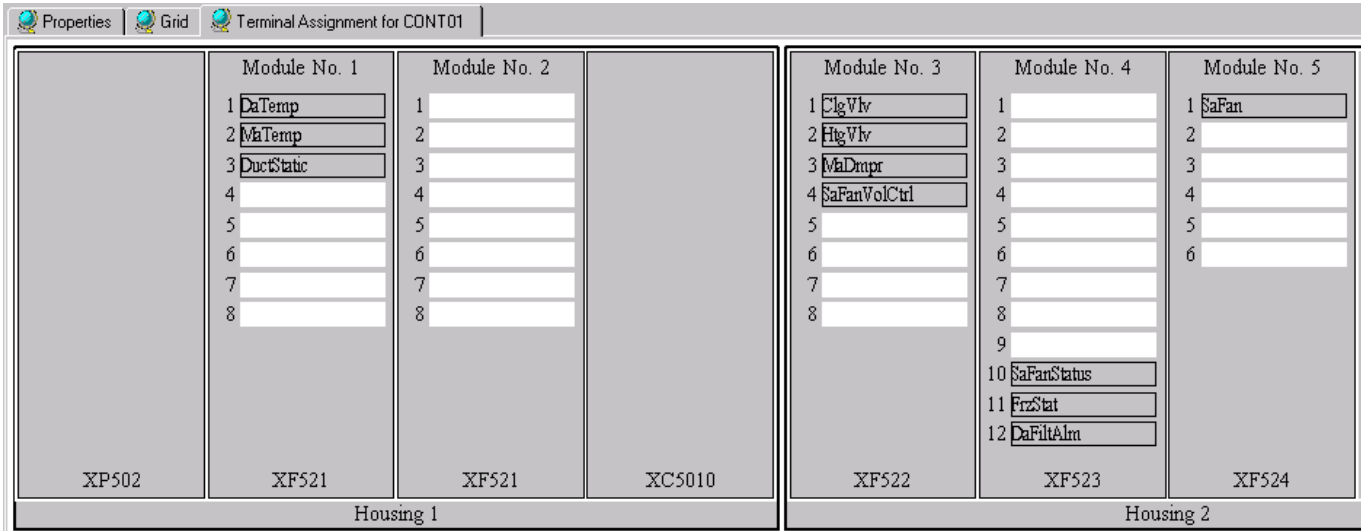 Properties Grid Terminal Assignment for CONT01
Module No. 1
1 DaTemp
2 MaTemp
3 DuctStatic
4
5
6
7
8
Module No. 2
1
2
3
4
5
6
7
8
XP502 XF521 XF521 XC5010
Housing 1
Module No. 3
1 ClgVlv
2 HtgVlv
3 MaDmpr
4 SaFanVolCtrl
5
6
7
8
Module No. 4
1
2
3
4
5
6
7
8
9
10 SaFanStatus
11 FrzStat
12 DaFiltAlm
Module No. 5
1 SaFan
2
3
4
5
6
XF522 XF523 XF524
Housing 2